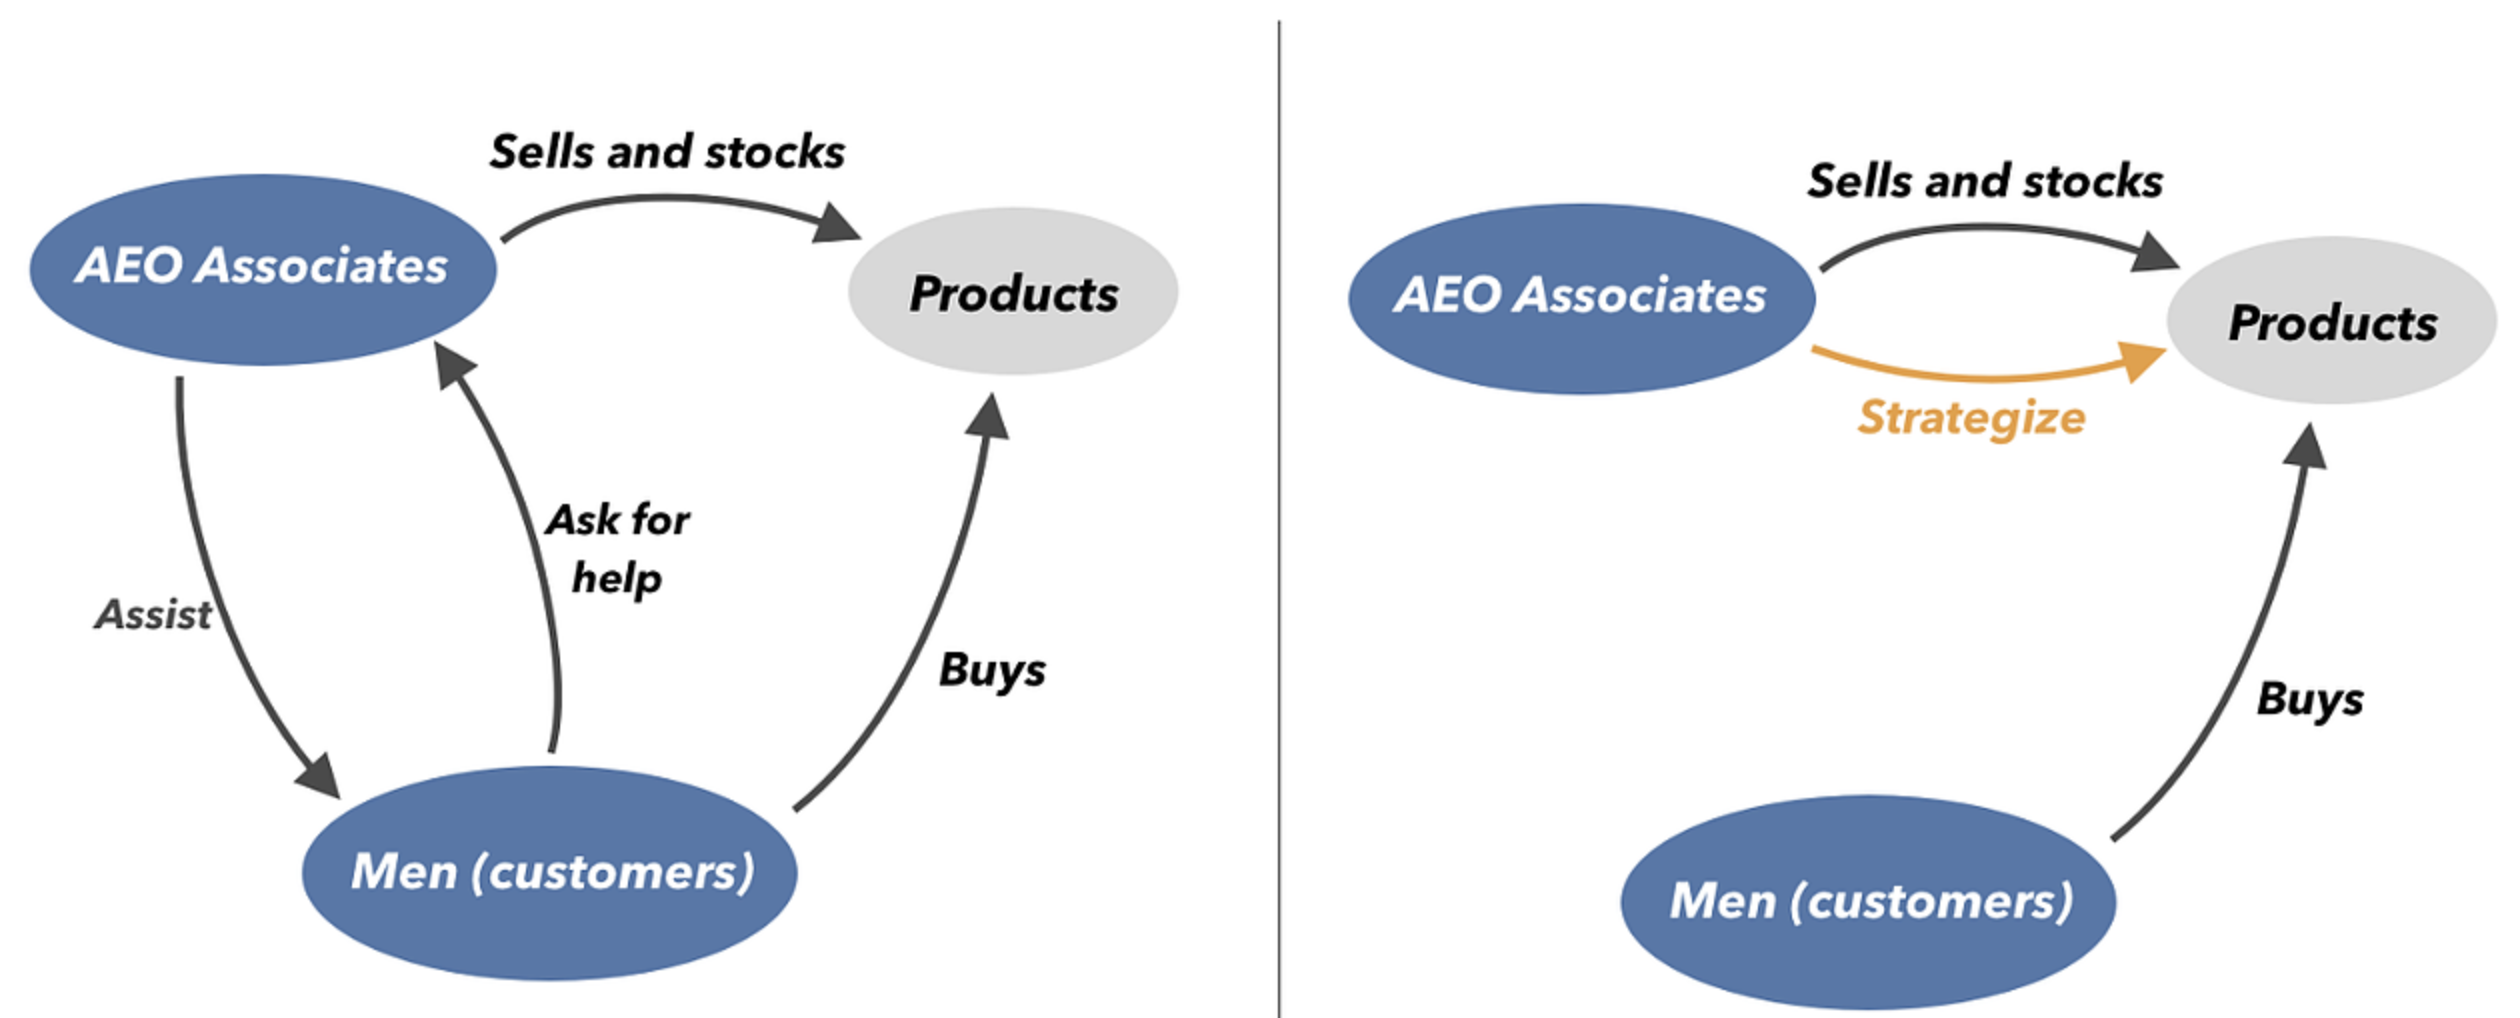 Sells and stocks
AEO Associates
Products
Ask for
help
Assist
Buys
Men (customers)
Sells and stocks
AEO Associates
Products
Strategize
Buys
Men (customers)